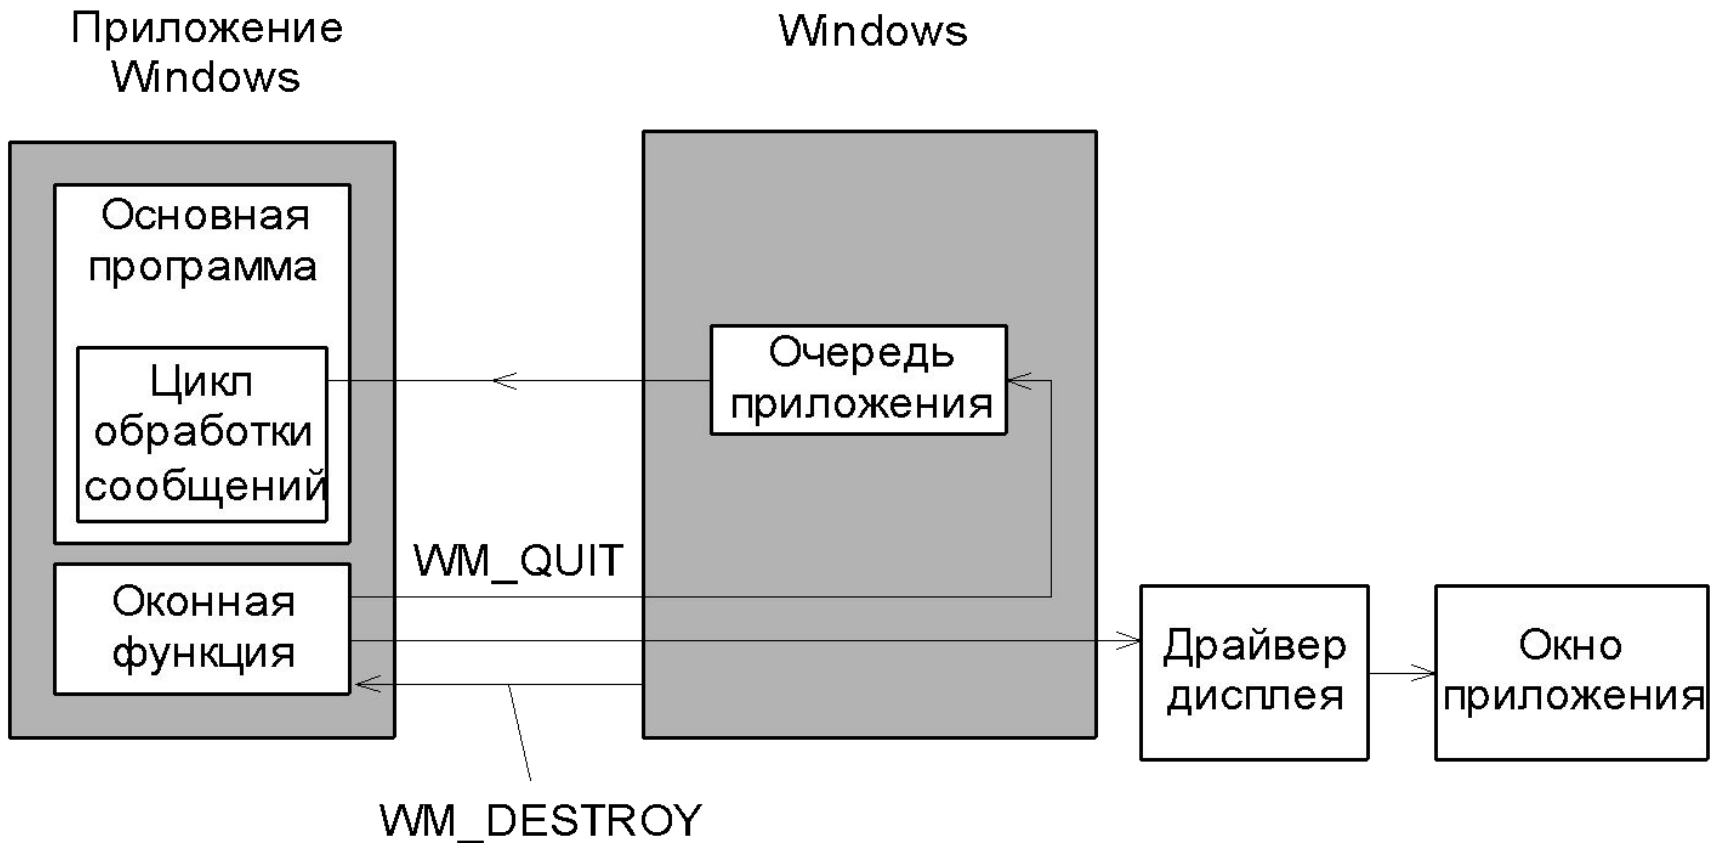 Приложение
Windows
Windows
Основная
программа
Цикл
обработки
сообщений
Очередь
приложения
WM_QUIT
Оконная
функция
Драйвер
дисплея
Окно
приложения
WM_DESTROY